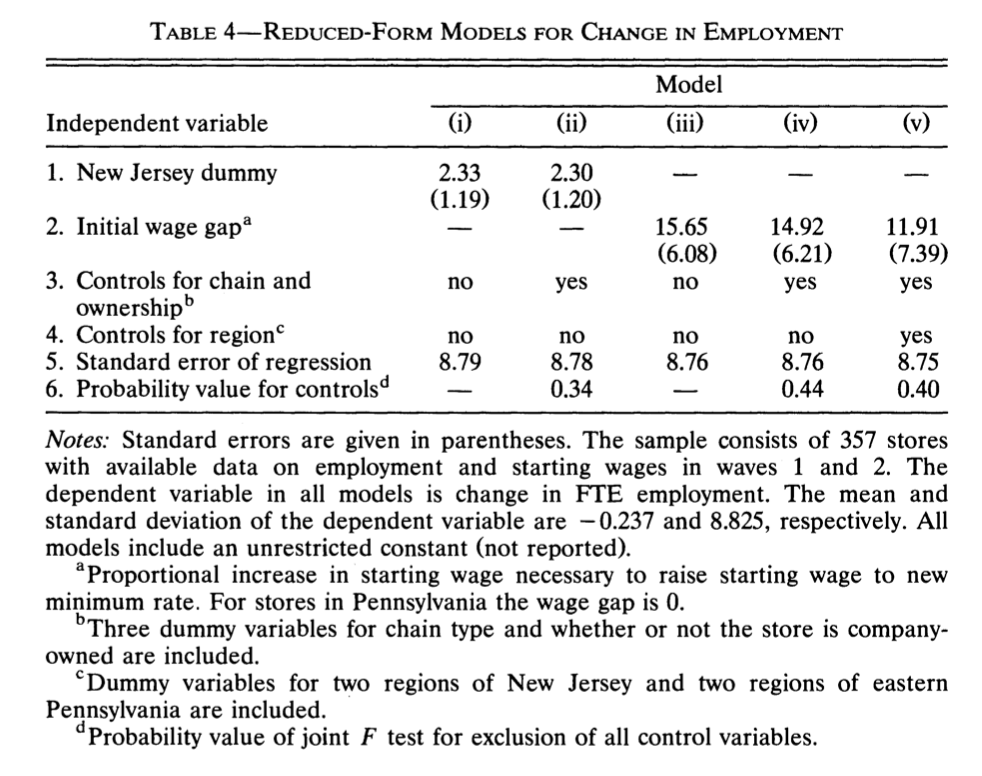 TABLE 4—REDUCED-FORM MODELS FOR CHANGE IN EMPLOYMENT
Model
Independent variable (i) (ii) (iii) (iv) (v)
1. New Jersey dummy 2.33 2.30 — — —
(1.19) (1.20)
2. Initial wage gapa — — 15.65 14.92 11.91
(6.08) (6.21) (7.39)
3. Controls for chain and no yes no yes yes
ownershipb
4. Controls for regionc no no no no yes
5. Standard error of regression 8.79 8.78 8.76 8.76 8.75
6. Probability value for controlsd — 0.34 — 0.44 0.40
Notes: Standard errors are given in parentheses. The sample consists of 357 stores
with available data on employment and starting wages in waves 1 and 2. The
dependent variable in all models is change in FTE employment. The mean and
standard deviation of the dependent variable are −0.237 and 8.825, respectively. All
models include an unrestricted constant (not reported).
aProportional increase in starting wage necessary to raise starting wage to new
minimum rate. For stores in Pennsylvania the wage gap is 0.
bThree dummy variables for chain type and whether or not the store is company-
owned are included.
cDummy variables for two regions of New Jersey and two regions of eastern
Pennsylvania are included.
dProbability value of joint F test for exclusion of all control variables.